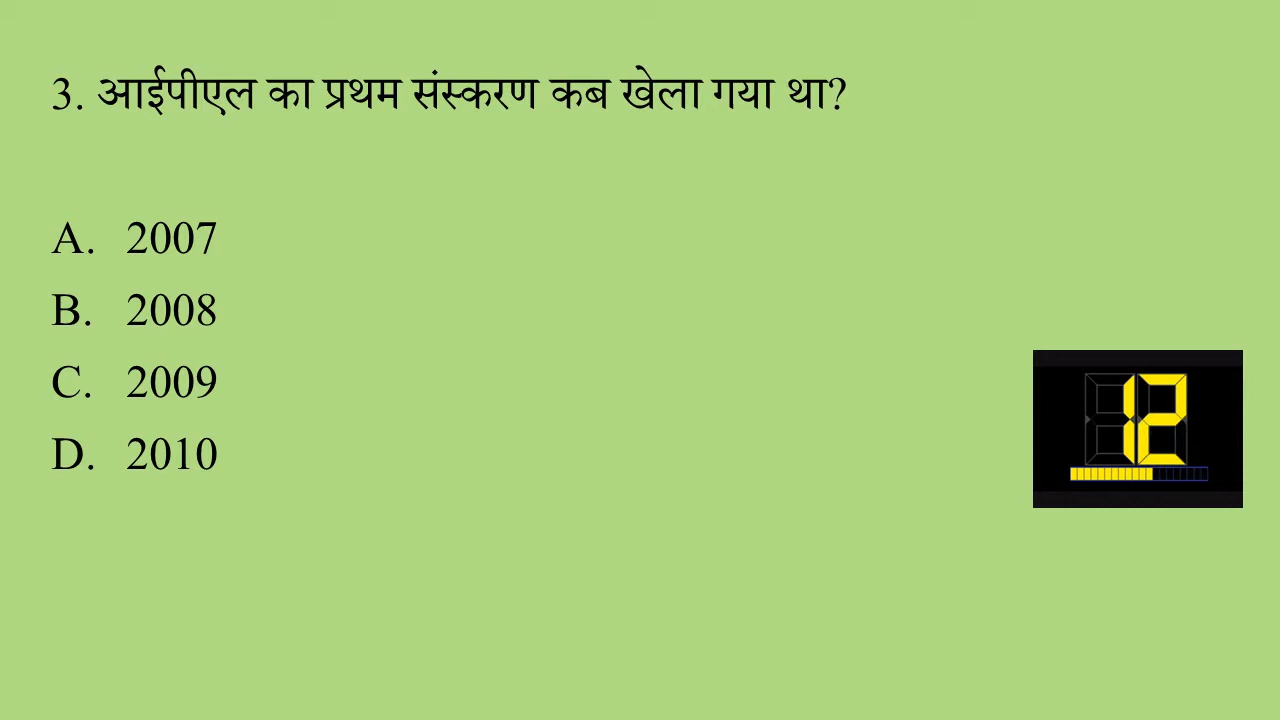 3. आईपीएल का प्रथम संस्करण कब खेला गया था?
A. 2007
B. 2008
C. 2009
D. 2010
12